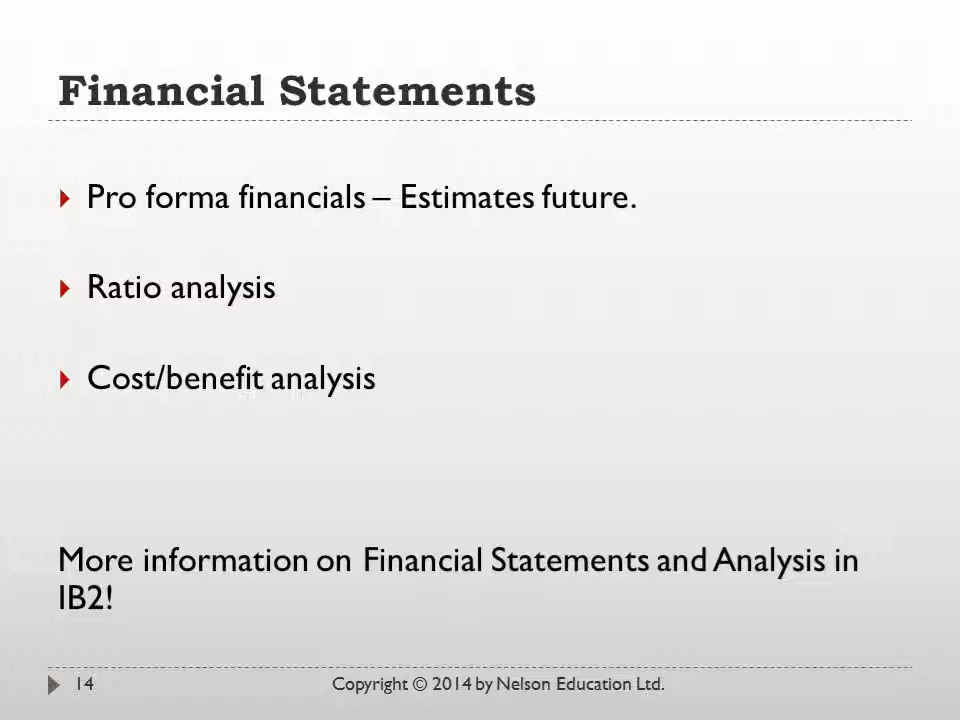 Financial Statements
Pro forma financials – Estimates future.
Ratio analysis
Cost/benefit analysis
More information on Financial Statements and Analysis in
IB2!
14 Copyright © 2014 by Nelson Education Ltd.